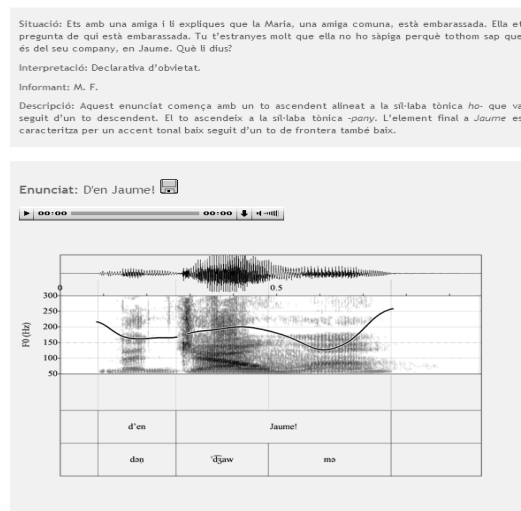 Situació: Ets amb una amiga i li expliques que la Maria, una amiga comuna, està embarassada. Ella et
pregunta de qui està embarassada. Tu t'estranyes molt que ella no ho sàpiga perquè tothom sap que
és del seu company, en Jaume. Què li dius?
Interpretació: Declarativa d'obvietat.
Informant: M. F.
Descripció: Aquest enunciat comença amb un to ascendent alineat a la síl·laba tònica ho- que va
seguit d'un to descendent. El to ascendeix a la síl·laba tònica -pany. L'element final a Jaume es
caracteritza per un accent tonal baix seguit d'un to de frontera també baix.
Enunciat: D'en Jaume!
00:00 00:00
0 0.5
300
250
200
150
100
50
F0 (Hz)
d'en Jaume!
dən ˈd͡ʒaw mə